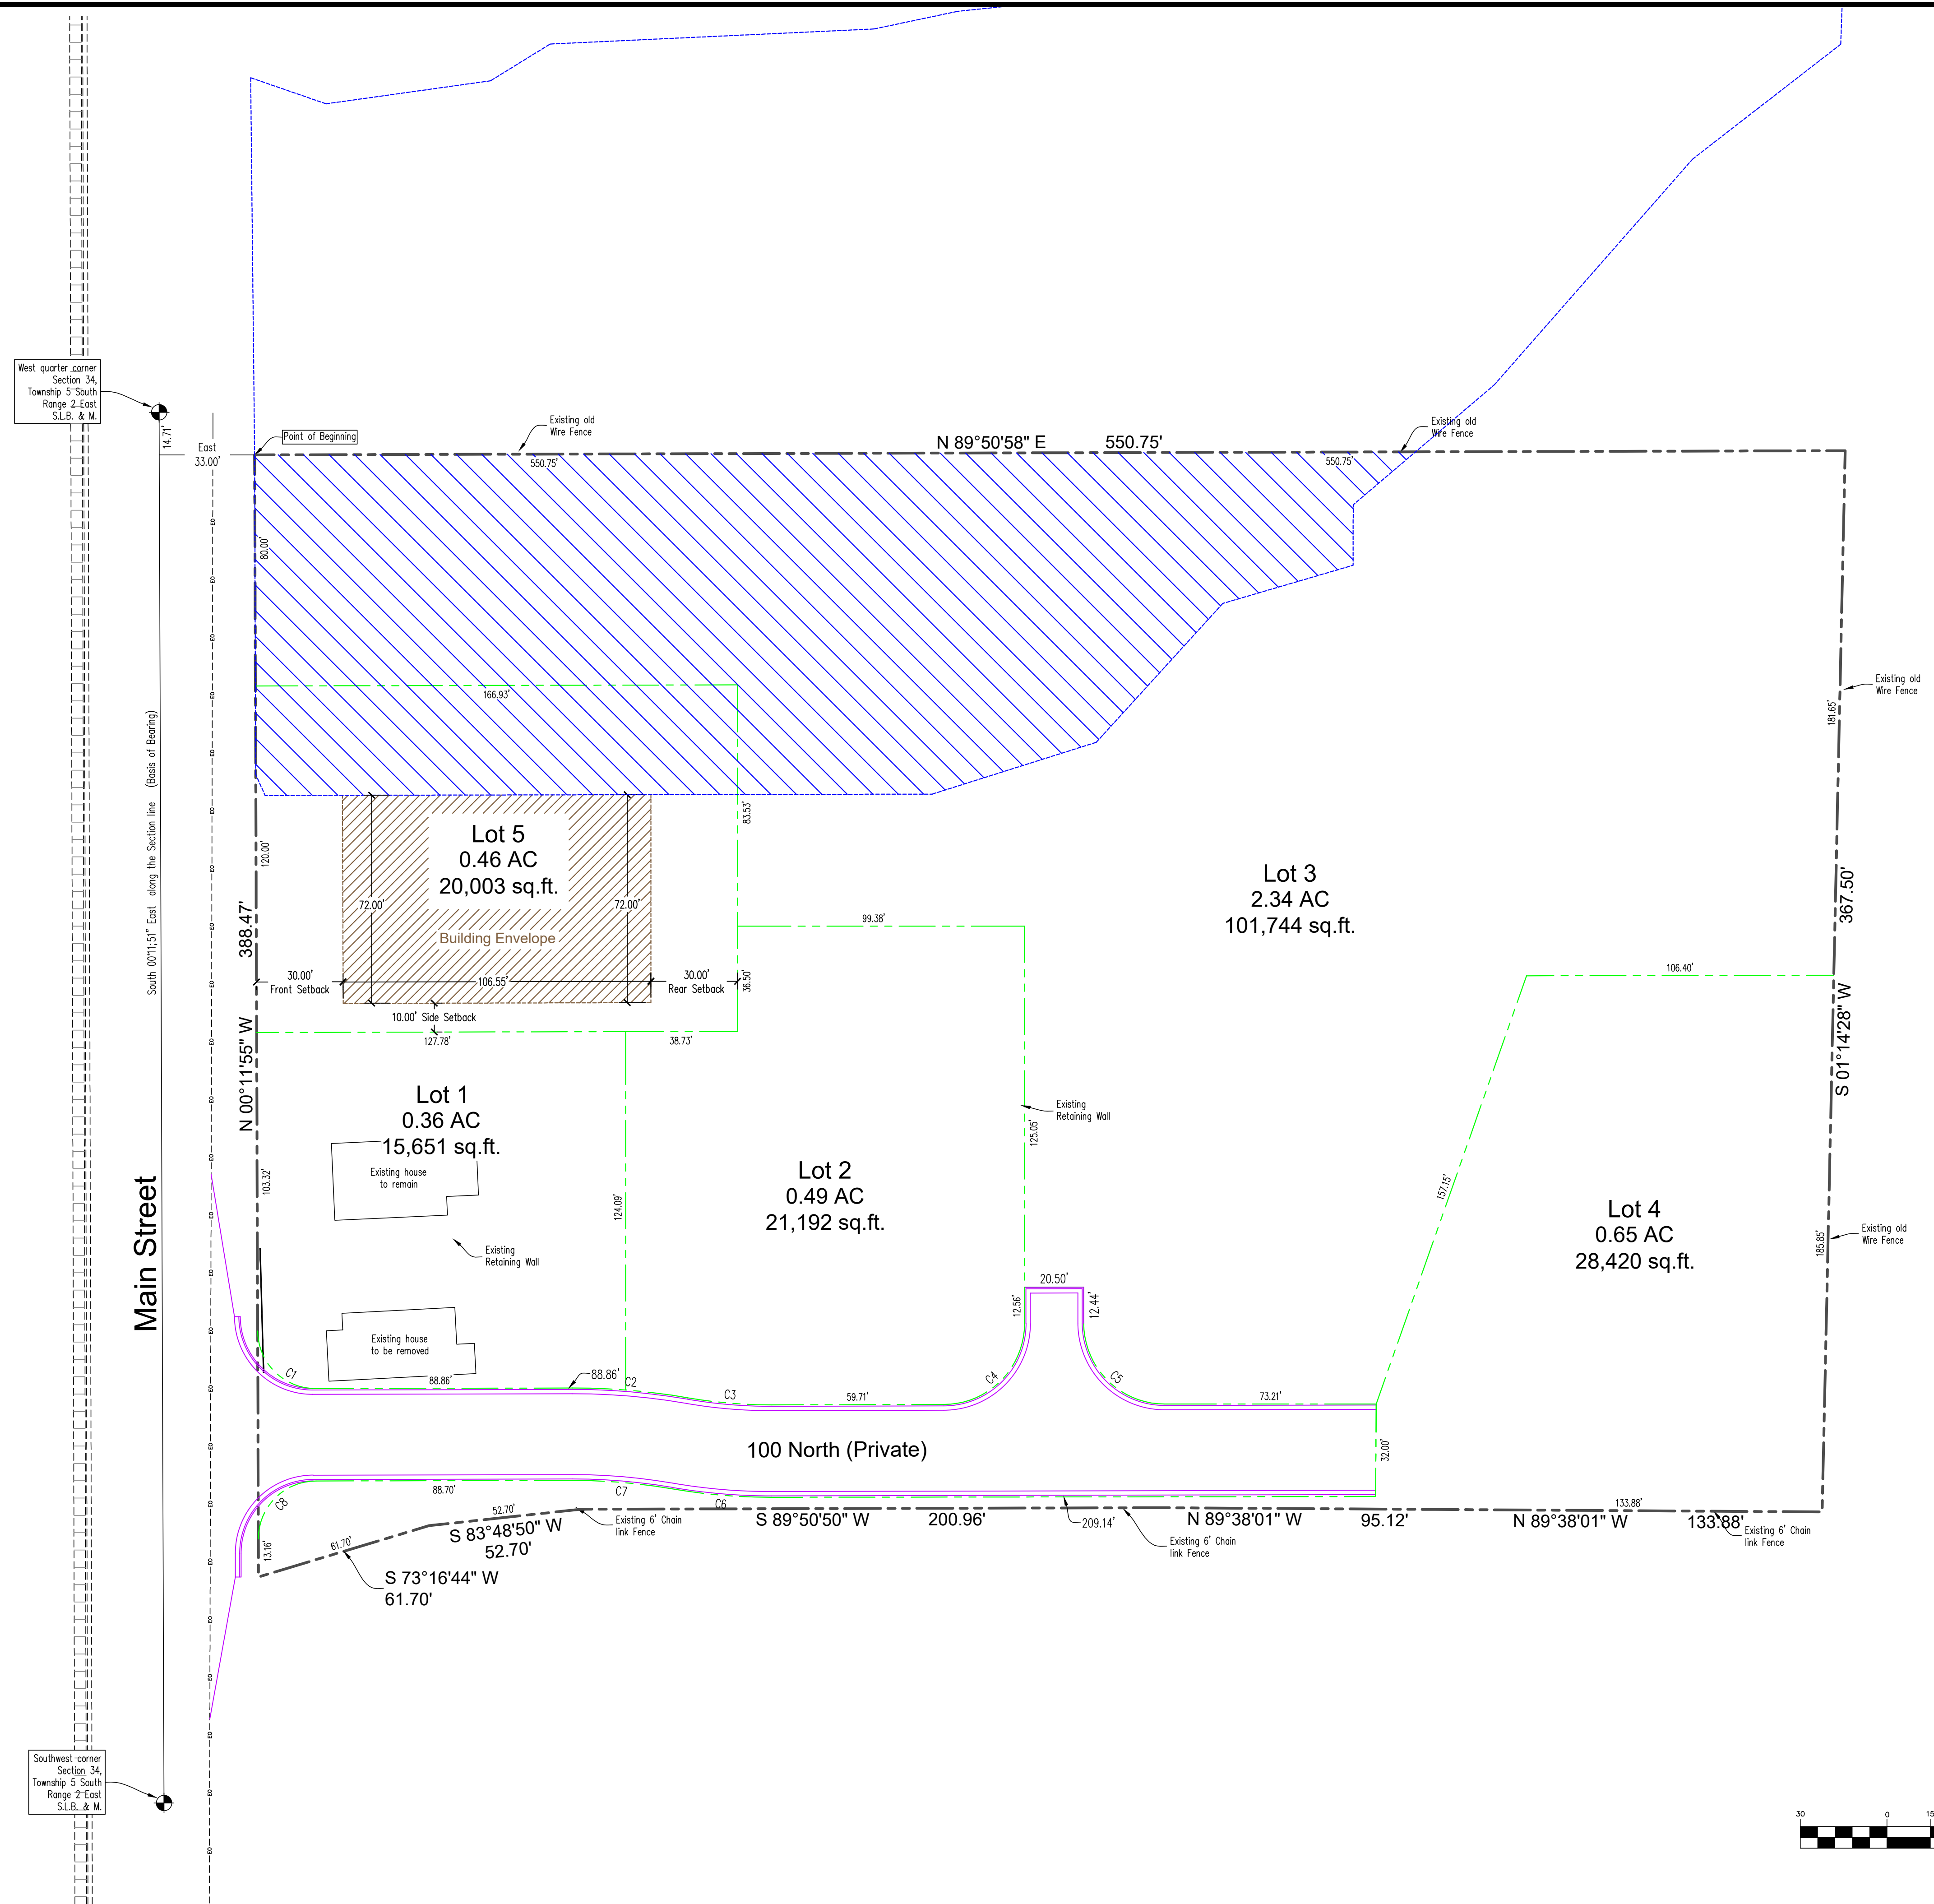 West quarter corner
Section 34,
Township 5 South
Range 2 East
S.L.B. & M.
14.71'
East
33.00'
Point of Beginning
Existing old
Wire Fence
N 89°50'58" E 550.75'
Existing old
Wire Fence
550.75'
550.75'
80.00'
166.93'
Existing old
Wire Fence
181.65'
South 00°11;51" East along the Section line (Basis of Bearing)
120.00'
83.53'
Lot 5
0.46 AC
20,003 sq.ft.
72.00'
72.00'
Building Envelope
Lot 3
2.34 AC
101,744 sq.ft.
388.47'
367.50'
99.38'
106.40'
30.00'
Front Setback
106.55'
30.00'
Rear Setback
36.50'
10.00' Side Setback
127.78'
38.73'
N 00°11'55" W
S 01°14'28" W
Lot 1
0.36 AC
15,651 sq.ft.
Existing house
to remain
103.32'
Existing
Retaining Wall
124.09'
Lot 2
0.49 AC
21,192 sq.ft.
Existing
Retaining Wall
125.05'
157.15'
Lot 4
0.65 AC
28,420 sq.ft.
185.85'
Existing old
Wire Fence
Main Street
Existing house
to be removed
20.50'
12.56'
12.44'
C1
88.86'
88.86'
C2
C3
59.71'
C4
C5
73.21'
100 North (Private)
32.00'
C8
88.70'
C7
C6
13.16'
61.70'
52.70'
S 83°48'50" W
52.70'
Existing 6' Chain
link Fence
S 89°50'50" W 200.96'
209.14'
Existing 6' Chain
link Fence
N 89°38'01" W 95.12'
133.88'
N 89°38'01" W 133.88'
Existing 6' Chain
link Fence
S 73°16'44" W
61.70'
Southwest corner
Section 34,
Township 5 South
Range 2 East
S.L.B. & M.
30 0 15